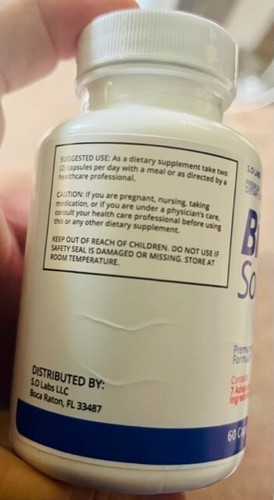 SUGGESTED USE: As a dietary supplement take two
(2) capsules per day with a meal or as directed by a
healthcare professional.
CAUTION: If you are pregnant, nursing, taking
medication, or if you are under a physician's care,
consult your health care professional before using
this or any other dietary supplement.
KEEP OUT OF REACH OF CHILDREN. DO NOT USE IF
SAFETY SEAL IS DAMAGED OR MISSING. STORE AT
ROOM TEMPERATURE.
DISTRIBUTED BY:
S.O Labs LLC
Boca Raton, FL 33487
So
Formu
60 Ca